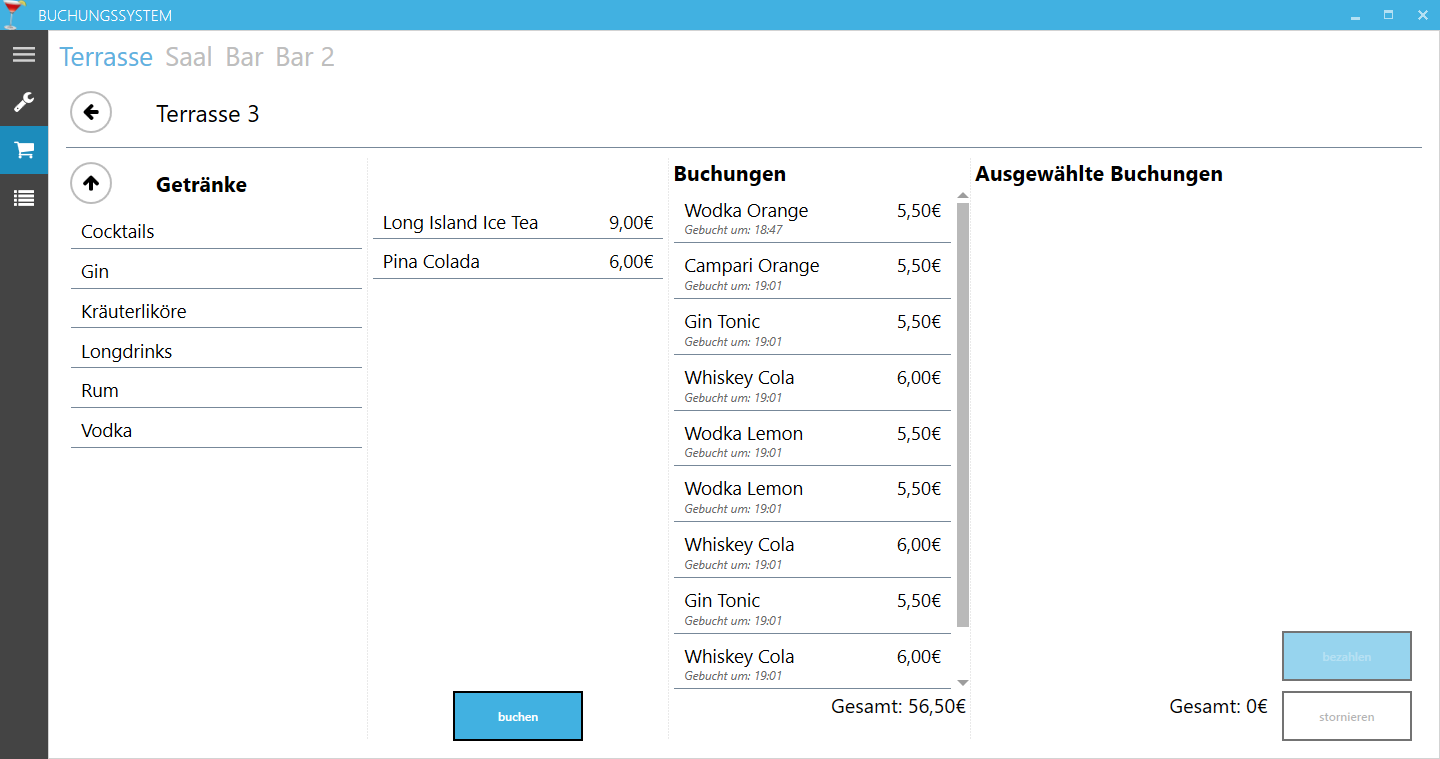 BUCHUNGSSYSTEM
Terrasse Saal Bar Bar 2
Terrasse 3
Getränke
Cocktails
Gin
Kräuterliköre
Longdrinks
Rum
Vodka
Long Island Ice Tea 9,00€
Pina Colada 6,00€
buchen
Buchungen
Wodka Orange 5,50€
Gebucht um: 18:47
Campari Orange 5,50€
Gebucht um: 19:01
Gin Tonic 5,50€
Gebucht um: 19:01
Whiskey Cola 6,00€
Gebucht um: 19:01
Wodka Lemon 5,50€
Gebucht um: 19:01
Wodka Lemon 5,50€
Gebucht um: 19:01
Whiskey Cola 6,00€
Gebucht um: 19:01
Gin Tonic 5,50€
Gebucht um: 19:01
Whiskey Cola 6,00€
Gebucht um: 19:01
Gesamt: 56,50€
Ausgewählte Buchungen
bezahlen
Gesamt: 0€
stornieren